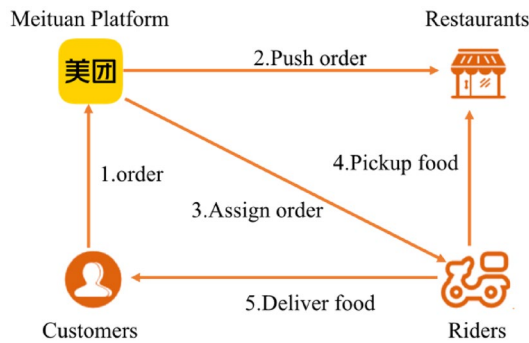 Meituan Platform
Restaurants
美团
2.Push order
1.order
4.Pickup food
3.Assign order
5.Deliver food
Customers
Riders